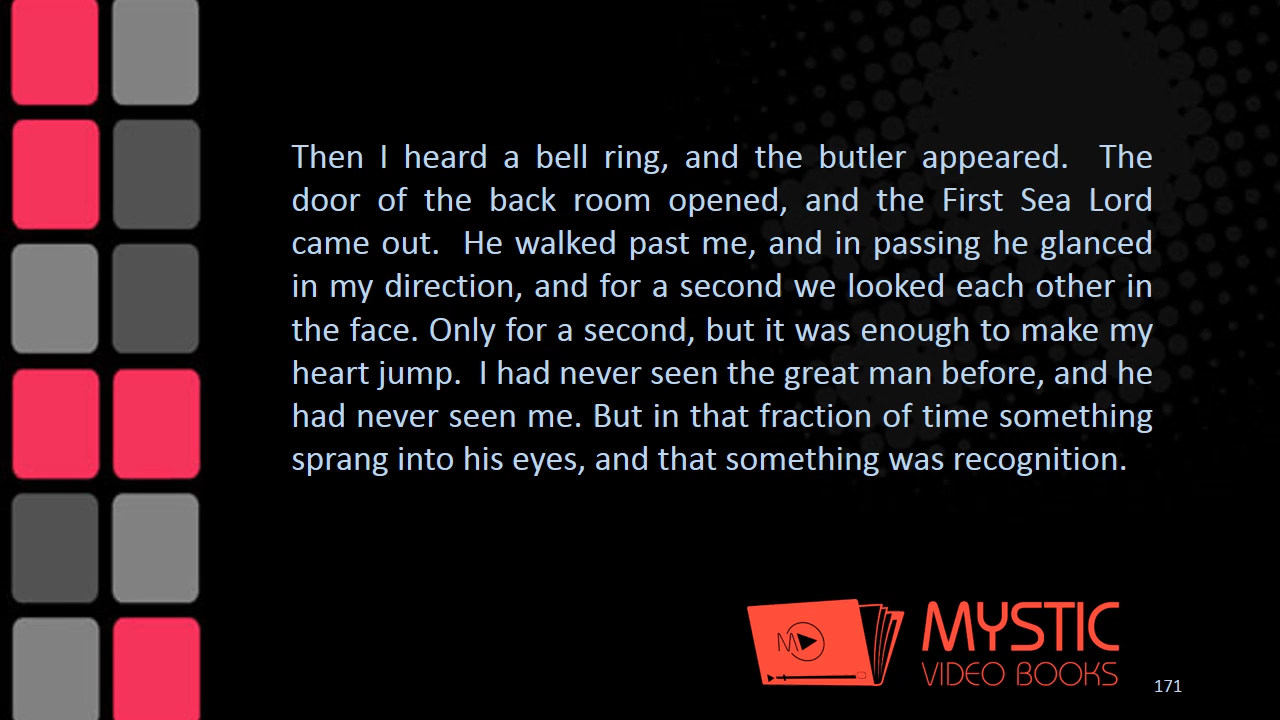 Then I heard a bell ring, and the butler appeared.  The
door of the back room opened, and the First Sea Lord
came out.  He walked past me, and in passing he glanced
in my direction, and for a second we looked each other in
the face. Only for a second, but it was enough to make my
heart jump.  I had never seen the great man before, and he
had never seen me. But in that fraction of time something
sprang into his eyes, and that something was recognition.
M
MYSTIC
VIDEO BOOKS
171